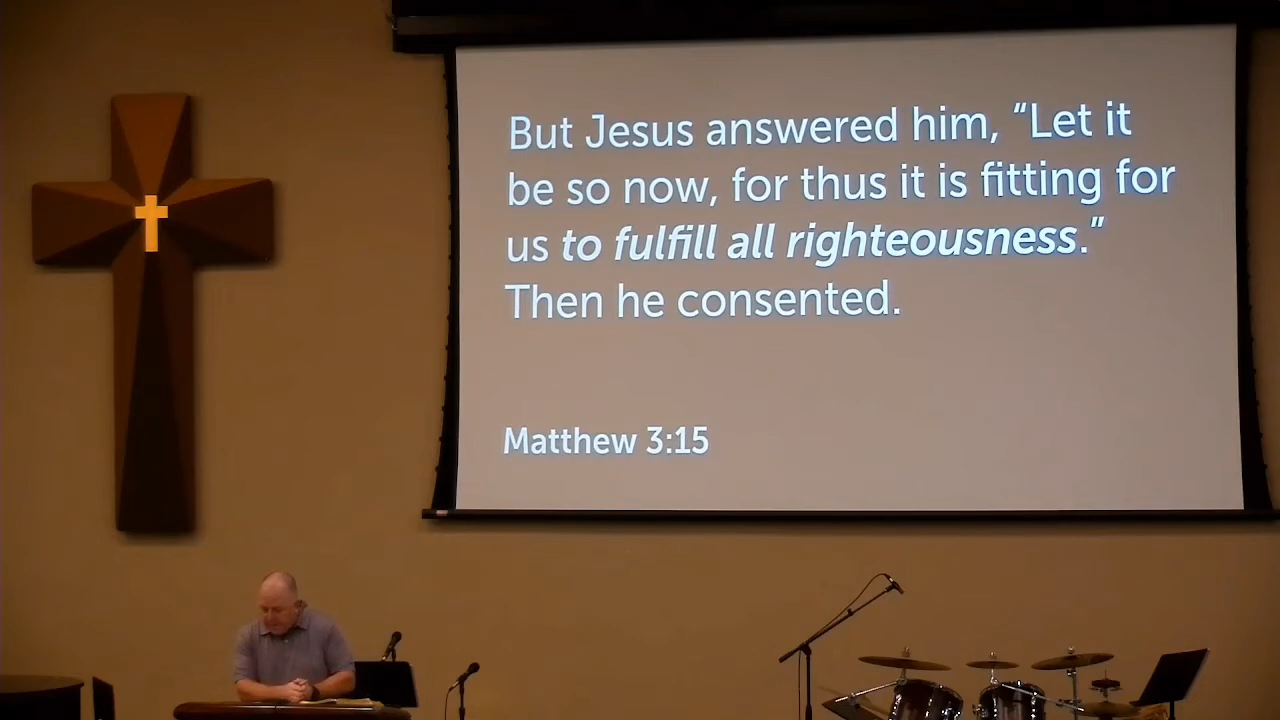 But Jesus answered him, “Let it
be so now, for thus it is fitting for
us to fulfill all righteousness.”
Then he consented.
Matthew 3:15